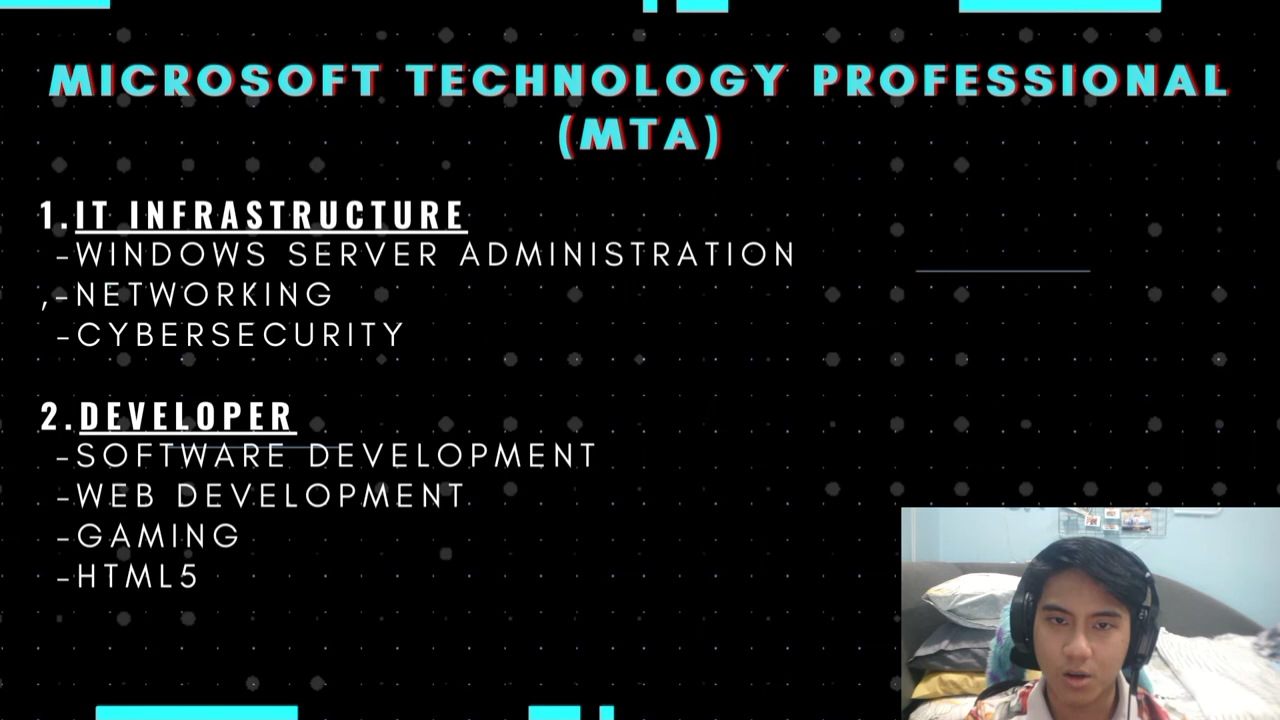 MICROSOFT TECHNOLOGY PROFESSIONAL
(MTA)
1.IT INFRASTRUCTURE
-WINDOWS SERVER ADMINISTRATION
,-NETWORKING
-CYBERSECURITY
2.DEVELOPER
-SOFTWARE DEVELOPMENT
-WEB DEVELOPMENT
-GAMING
-HTML5